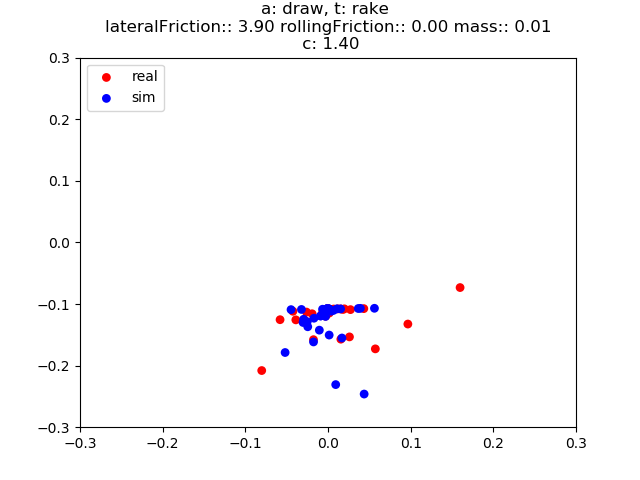 a: draw, t: rake
lateralFriction:: 3.90 rollingFriction:: 0.00 mass:: 0.01
c: 1.40
real
sim
0.3
0.2
0.1
0.0
−0.1
−0.2
−0.3
−0.3 −0.2 −0.1 0.0 0.1 0.2 0.3